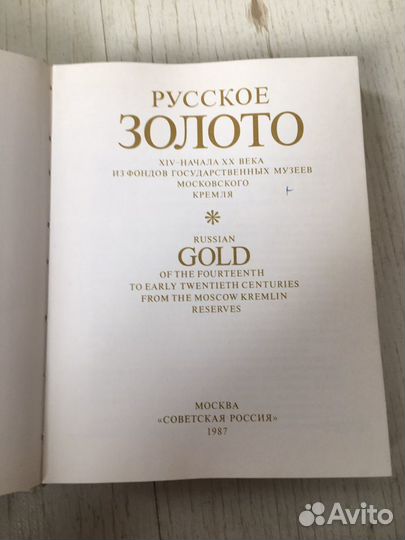 РУССКОЕ
ЗОЛОТО
XIV–НАЧАЛА XX ВЕКА
ИЗ ФОНДОВ ГОСУДАРСТВЕННЫХ МУЗЕЕВ
МОСКОВСКОГО
КРЕМЛЯ
RUSSIAN
GOLD
OF THE FOURTEENTH
TO EARLY TWENTIETH CENTURIES
FROM THE MOSCOW KREMLIN
RESERVES
МОСКВА
«СОВЕТСКАЯ РОССИЯ»
1987
Avito